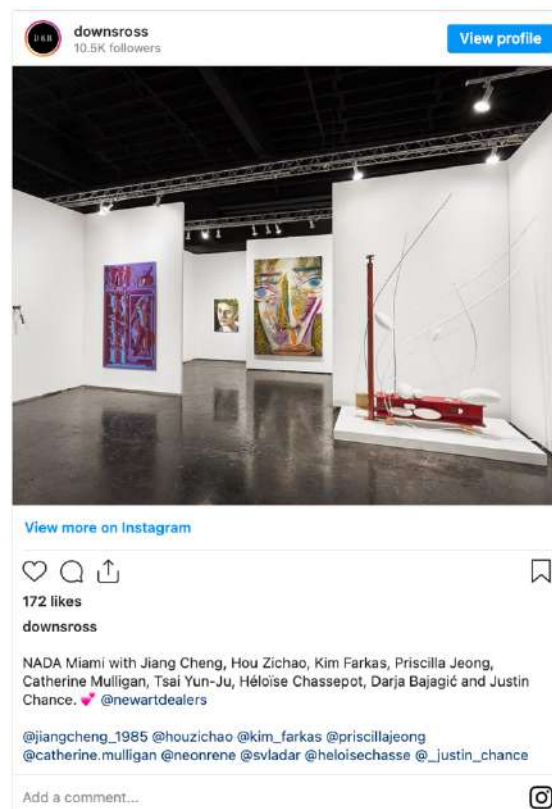 downsross
10.5K followers
View profile
View more on Instagram
172 likes
downsross
NADA Miami with Jiang Cheng, Hou Zichao, Kim Farkas, Priscilla Jeong,
Catherine Mulligan, Tsai Yun-Ju, Héloïse Chassepot, Darja Bajagić and Justin
Chance. 💕 @newartdealers
@jiangcheng_1985 @houzichao @kim_farkas @priscillajeong
@catherine.mulligan @neonrene @svladar @heloisechasse @_justin_chance
Add a comment...